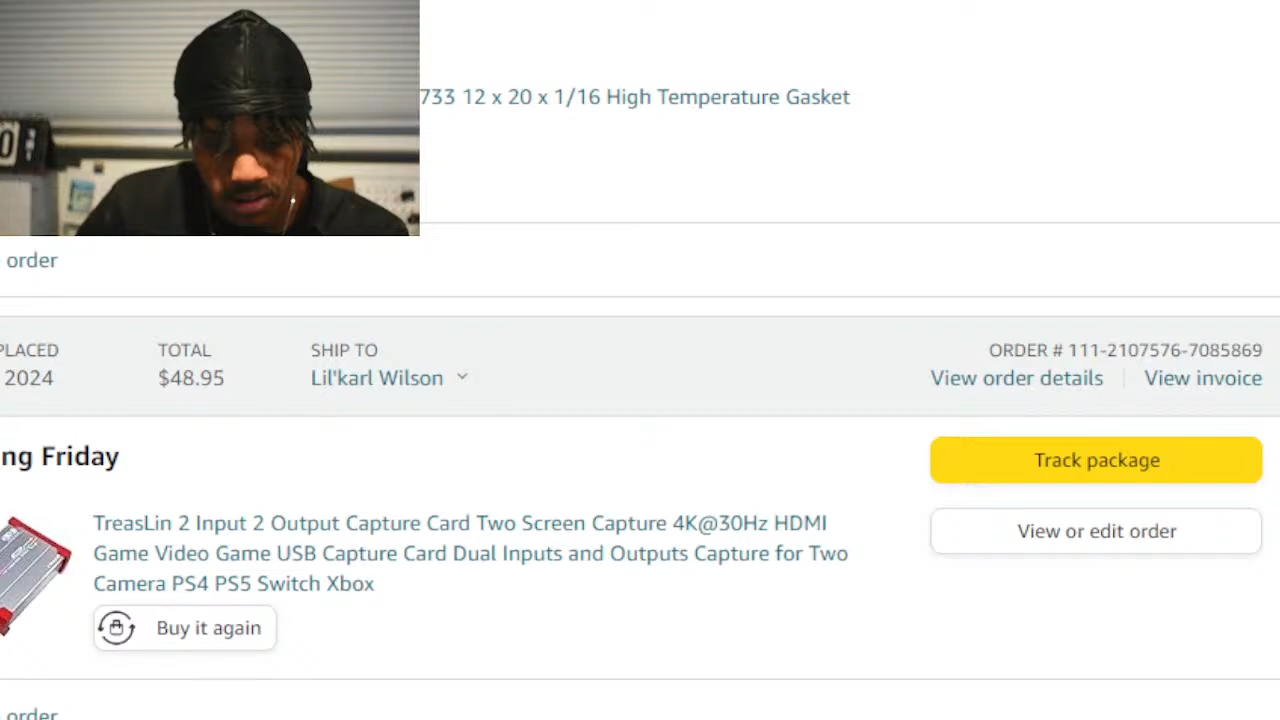 733 12 x 20 x 1/16 High Temperature Gasket
order
PLACED
TOTAL
SHIP TO
ORDER # 111-2107576-7085869
2024
$48.95
Lil'karl Wilson
View order details
View invoice
ng Friday
Track package
TreasLin 2 Input 2 Output Capture Card Two Screen Capture 4K@30Hz HDMI
View or edit order
Game Video Game USB Capture Card Dual Inputs and Outputs Capture for Two
Camera PS4 PS5 Switch Xbox
Buy it again
order